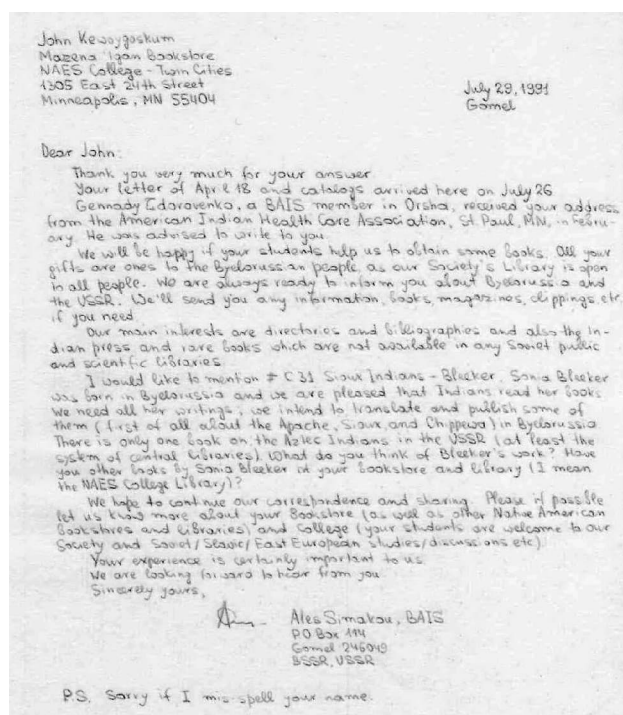 John Kewaygoskum
Mazena 'Igan Bookstore
NAES College - Twin Cities
1305 East 24th Street
Minneapolis, MN 55404
July 29, 1991
Gomel
Dear John:
Thank you very much for your answer.
Your letter of April 18 and catalogs arrived here on July 26
Gennady Zdorovenko, a BAIS member in Orsha, received your address
from the American Indian Health Care Association, St. Paul, MN, in Febru-
ary. He was advised to write to you.
We will be happy if your students help us to obtain some books. All your
gifts are ones to the Byelorussian people, as our Society's Library is open
to all people. We are always ready to inform you about Byelorussia and
the USSR. We'll send you any information, books, magazines, clippings, etc.
if you need.
Our main interests are directories and bibliographies and also the In-
dian press and rare books which are not available in any Soviet public
and scientific libraries.
I would like to mention # C31 Sioux Indians - Bleeker. Sonia Bleeker
was born in Byelorussia and we are pleased that Indians read her books.
We need all her writings; we intend to translate and publish some of
them (first of all about the Apache, Sioux, and Chippewa) in Byelorussia.
There is only one book on the Aztec Indians in the USSR (at least the
system of central libraries). What do you think of Bleeker's work? Have
you other books by Sonia Bleeker at your bookstore and library (I mean
the NAES College Library)?
We hope to continue our correspondence and sharing. Please if possible
let us know more about your Bookstore (as well as other Native American
bookstores and libraries) and College (your students are welcome to our
Society and Soviet/Slavic/East European studies/discussions etc).
Your experience is certainly important to us.
We are looking forward to hear from you
Sincerely yours,
Ales Simakou, BAIS
PO Box 114
Gomel 246049
BSSR, USSR
P.S. Sorry if I mis-spell your name.